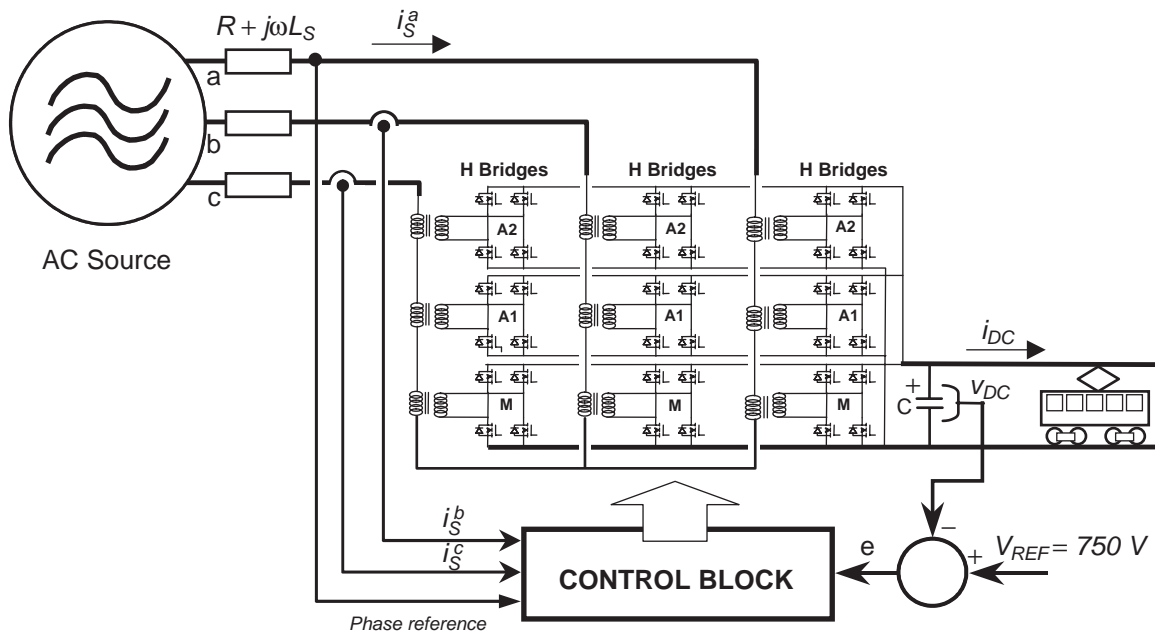 R + jωL_S
i_S^a
a
b
c
AC Source
H Bridges
H Bridges
H Bridges
A2
A2
A2
A1
A1
A1
M
M
M
i_DC
+
C
v_DC
−
+
V_REF = 750 V
e
i_S^b
i_S^c
CONTROL BLOCK
Phase reference